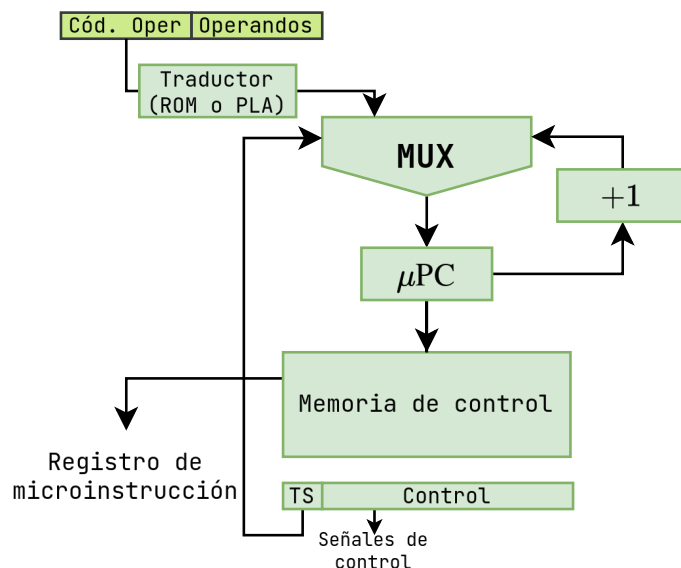 Cód. Oper Operandos
Traductor
(ROM o PLA)
MUX
+1
μPC
Memoria de control
Registro de
microinstrucción
TS Control
Señales de
control